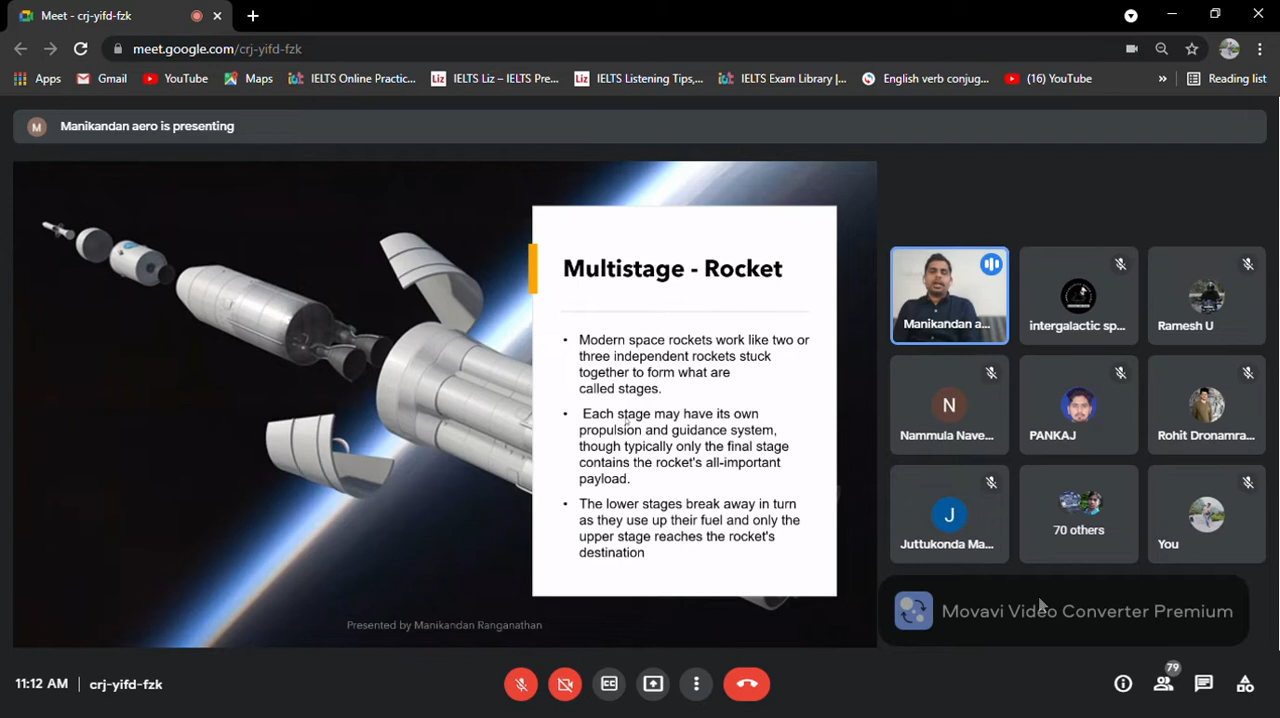 Meet - crj-yifd-fzk
meet.google.com/crj-yifd-fzk
Apps Gmail YouTube Maps IELTS Online Practic... IELTS Liz – IELTS Pre... IELTS Listening Tips,... IELTS Exam Library |... English verb conjug... (16) YouTube » Reading list
M Manikandan aero is presenting
Multistage - Rocket
• Modern space rockets work like two or
three independent rockets stuck
together to form what are
called stages.
• Each stage may have its own
propulsion and guidance system,
though typically only the final stage
contains the rocket's all-important
payload.
• The lower stages break away in turn
as they use up their fuel and only the
upper stage reaches the rocket's
destination
Presented by Manikandan Ranganathan
Manikandan a... intergalactic sp... Ramesh U
N
Nammula Nave... PANKAJ Rohit Dronamra...
J
Juttukonda Ma... 70 others You
Movavi Video Converter Premium
11:12 AM | crj-yifd-fzk
CC
79